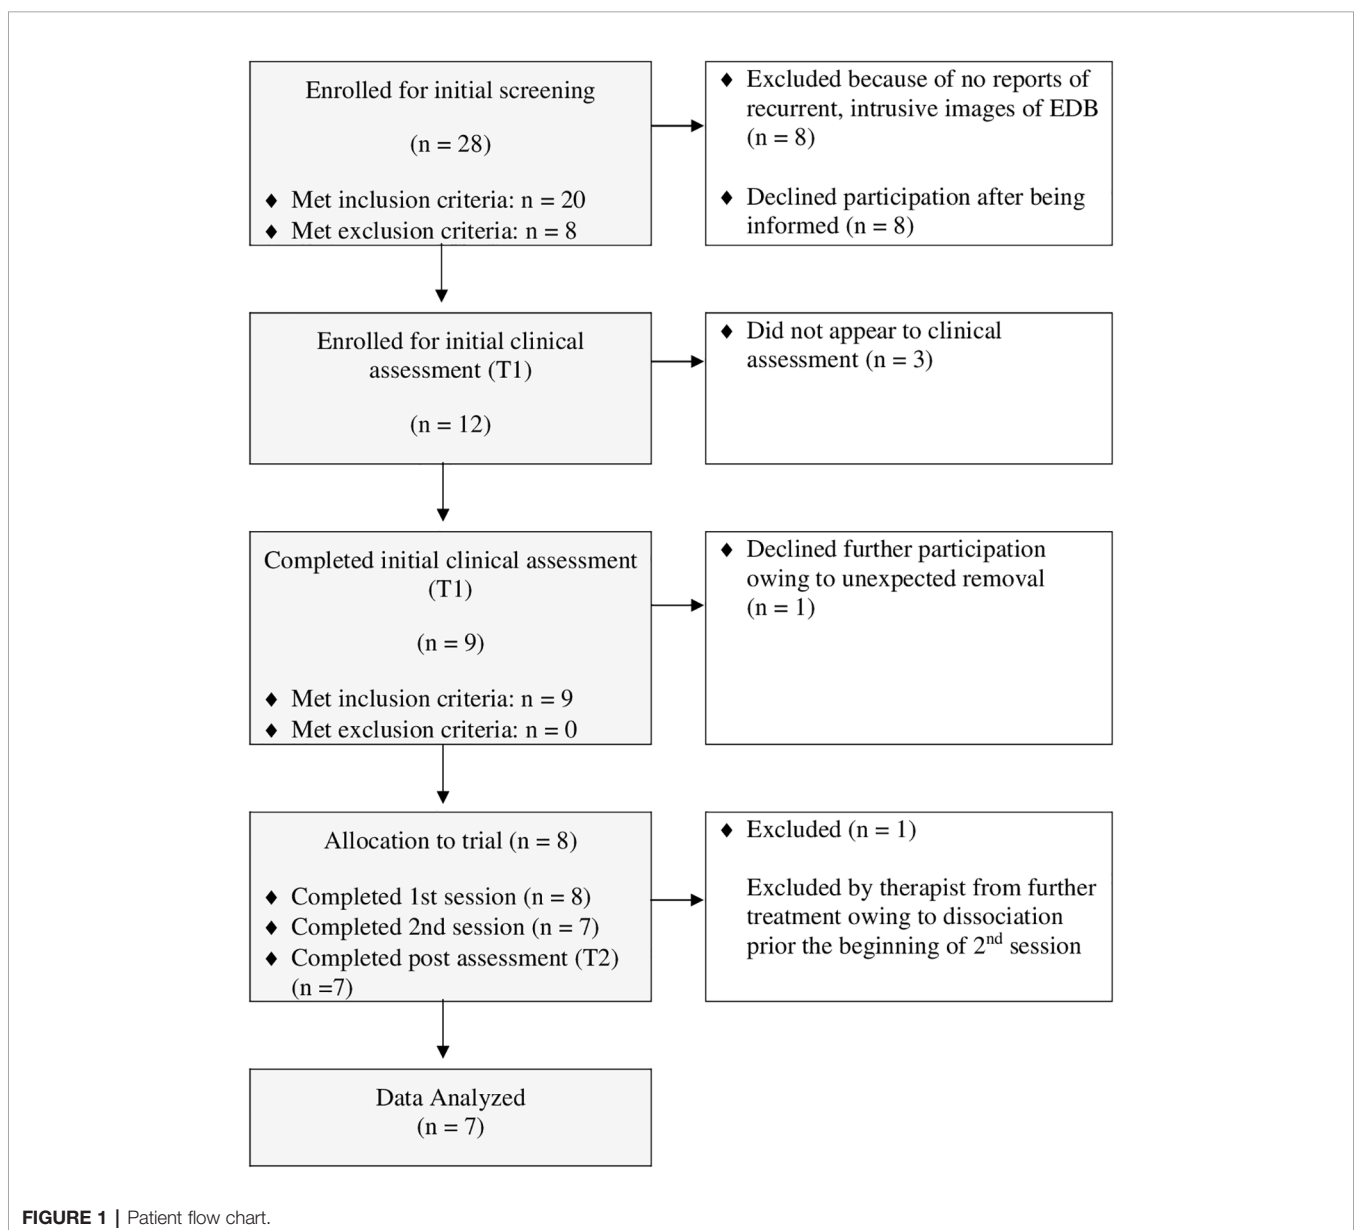 Enrolled for initial screening
(n = 28)
♦ Met inclusion criteria: n = 20
♦ Met exclusion criteria: n = 8
♦ Excluded because of no reports of
recurrent, intrusive images of EDB
(n = 8)
♦ Declined participation after being
informed (n = 8)
Enrolled for initial clinical
assessment (T1)
(n = 12)
♦ Did not appear to clinical
assessment (n = 3)
Completed initial clinical assessment
(T1)
(n = 9)
♦ Met inclusion criteria: n = 9
♦ Met exclusion criteria: n = 0
♦ Declined further participation
owing to unexpected removal
(n = 1)
Allocation to trial (n = 8)
♦ Completed 1st session (n = 8)
♦ Completed 2nd session (n = 7)
♦ Completed post assessment (T2)
(n =7)
♦ Excluded (n = 1)
Excluded by therapist from further
treatment owing to dissociation
prior the beginning of 2nd session
Data Analyzed
(n = 7)
FIGURE 1 | Patient flow chart.